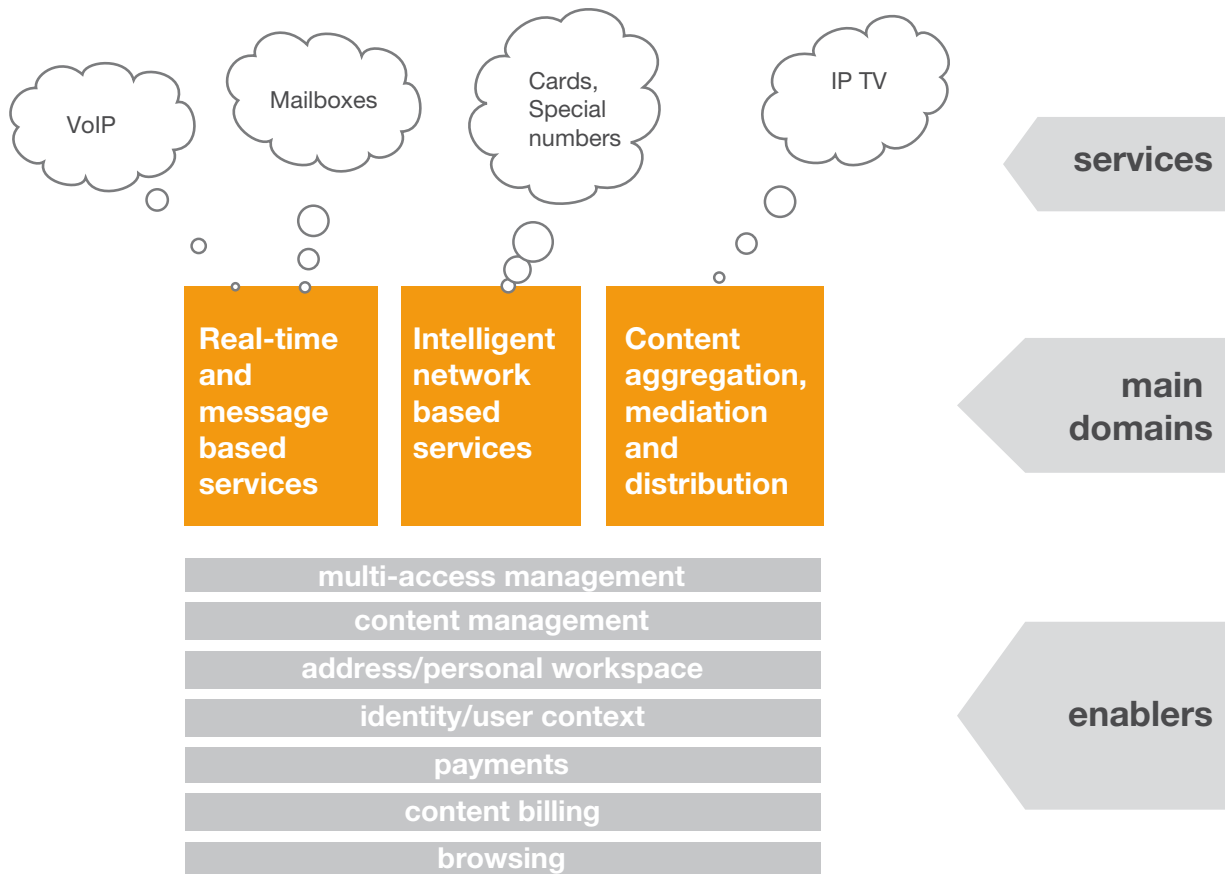 VoIP
Mailboxes
Cards,
Special
numbers
IP TV
services
Real-time
and
message
based
services
Intelligent
network
based
services
Content
aggregation,
mediation
and
distribution
main
domains
multi-access management
content management
address/personal workspace
identity/user context
payments
content billing
browsing
enablers